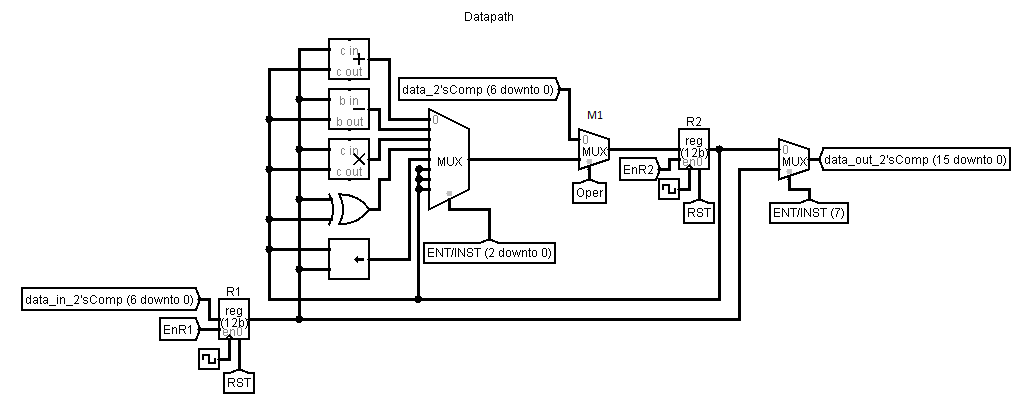 Datapath
c in
+
c out
data_2'sComp (6 downto 0)
b in
-
b out
0
M1
R2
c in
×
c out
MUX
0
MUX
reg
(12b)
en0
0
MUX
data_out_2'sComp (15 downto 0)
EnR2
Oper
RST
ENT/INST (7)
ENT/INST (2 downto 0)
data_in_2'sComp (6 downto 0)
R1
reg
(12b)
en0
EnR1
RST